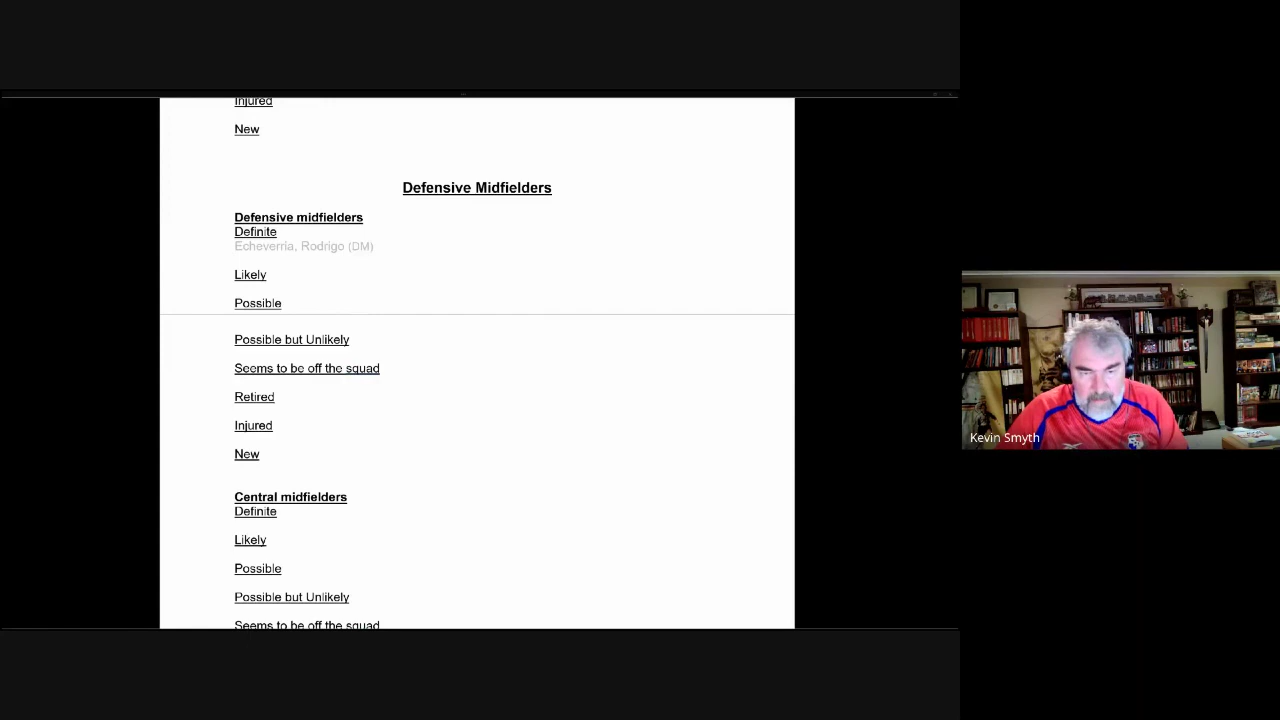 Injured
New
Defensive Midfielders
Defensive midfielders
Definite
Echeverria, Rodrigo (DM)
Likely
Possible
Possible but Unlikely
Seems to be off the squad
Retired
Injured
New
Central midfielders
Definite
Likely
Possible
Possible but Unlikely
Seems to be off the squad
Kevin Smyth